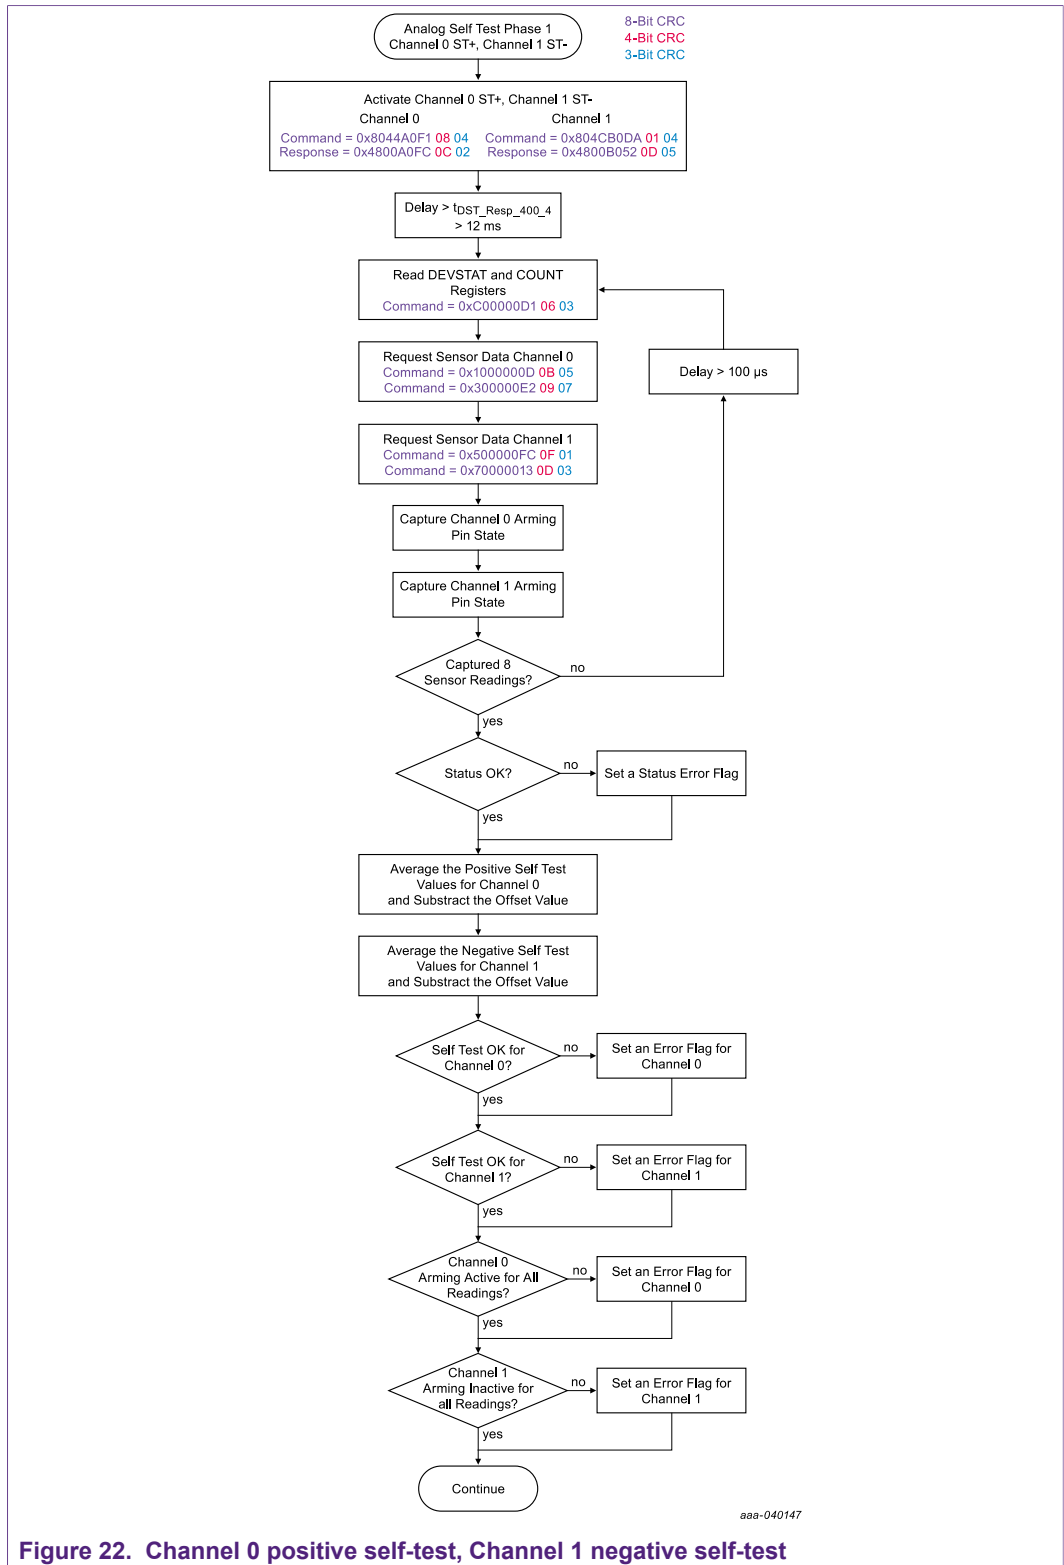 Analog Self Test Phase 1
Channel 0 ST+, Channel 1 ST-
8-Bit CRC
4-Bit CRC
3-Bit CRC
Activate Channel 0 ST+, Channel 1 ST-
Channel 0 Channel 1
Command = 0x8044A0F1 08 04 Command = 0x804CB0DA 01 04
Response = 0x4800A0FC 0C 02 Response = 0x4800B052 0D 05
Delay > tDST_Resp_400_4
> 12 ms
Read DEVSTAT and COUNT
Registers
Command = 0xC00000D1 06 03
Request Sensor Data Channel 0
Command = 0x1000000D 0B 05
Command = 0x300000E2 09 07
Delay > 100 µs
Request Sensor Data Channel 1
Command = 0x500000FC 0F 01
Command = 0x70000013 0D 03
Capture Channel 0 Arming
Pin State
Capture Channel 1 Arming
Pin State
Captured 8
Sensor Readings?
no
yes
Status OK?
no
Set a Status Error Flag
yes
Average the Positive Self Test
Values for Channel 0
and Substract the Offset Value
Average the Negative Self Test
Values for Channel 1
and Substract the Offset Value
Self Test OK for
Channel 0?
no
Set an Error Flag for
Channel 0
yes
Self Test OK for
Channel 1?
no
Set an Error Flag for
Channel 1
yes
Channel 0
Arming Active for All
Readings?
no
Set an Error Flag for
Channel 0
yes
Channel 1
Arming Inactive for
all Readings?
no
Set an Error Flag for
Channel 1
yes
Continue
aaa-040147
Figure 22. Channel 0 positive self-test, Channel 1 negative self-test